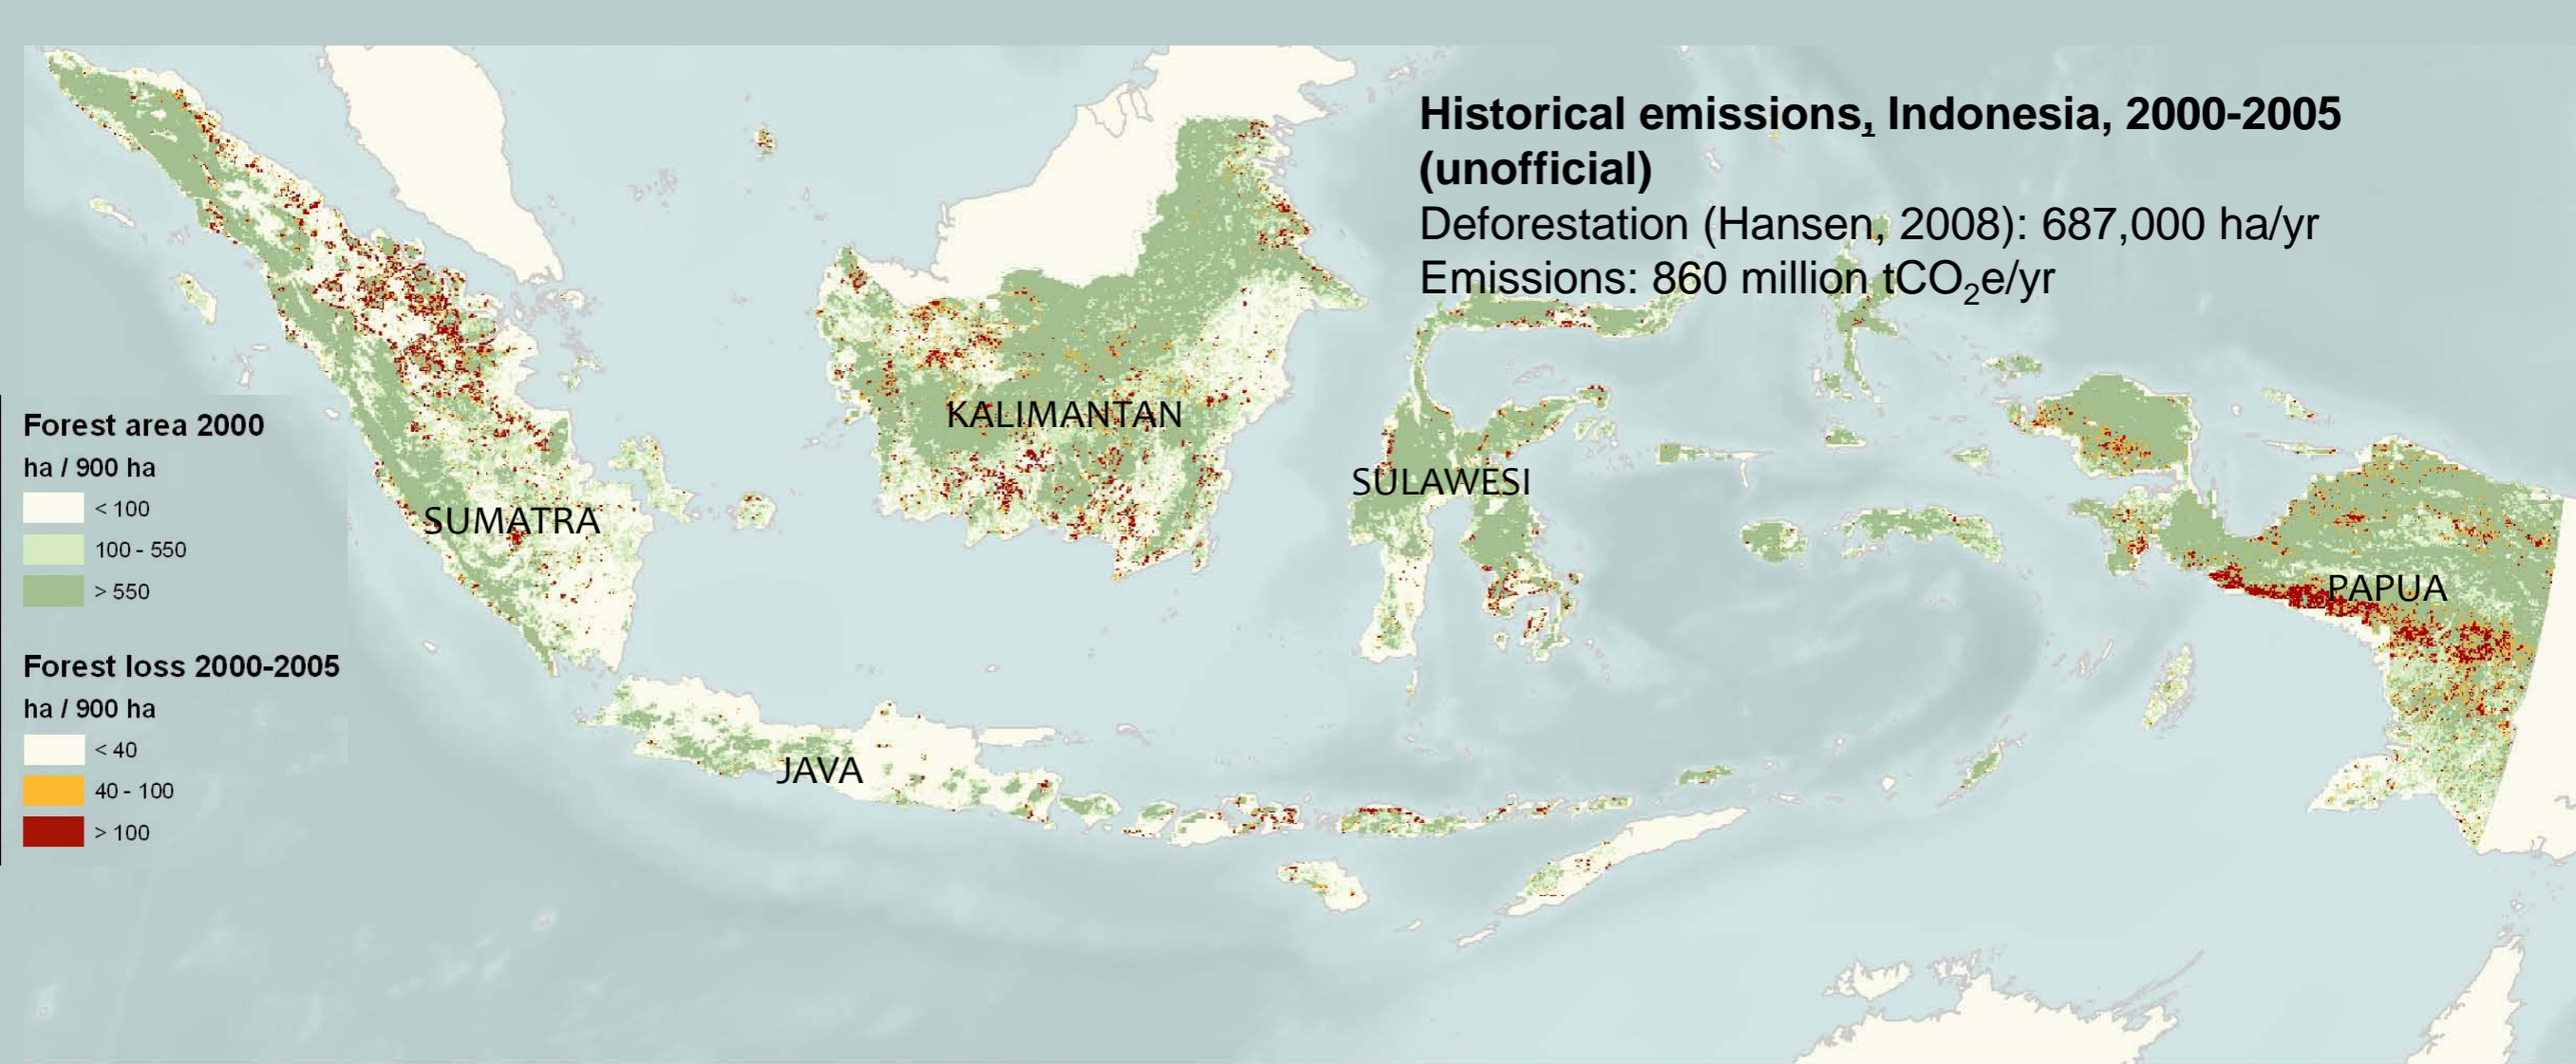 Historical emissions, Indonesia, 2000-2005
(unofficial)
Deforestation (Hansen, 2008): 687,000 ha/yr
Emissions: 860 million tCO₂e/yr
KALIMANTAN
SULAWESI
SUMATRA
PAPUA
JAVA
Forest area 2000
ha / 900 ha
< 100
100 - 550
> 550
Forest loss 2000-2005
ha / 900 ha
< 40
40 - 100
> 100